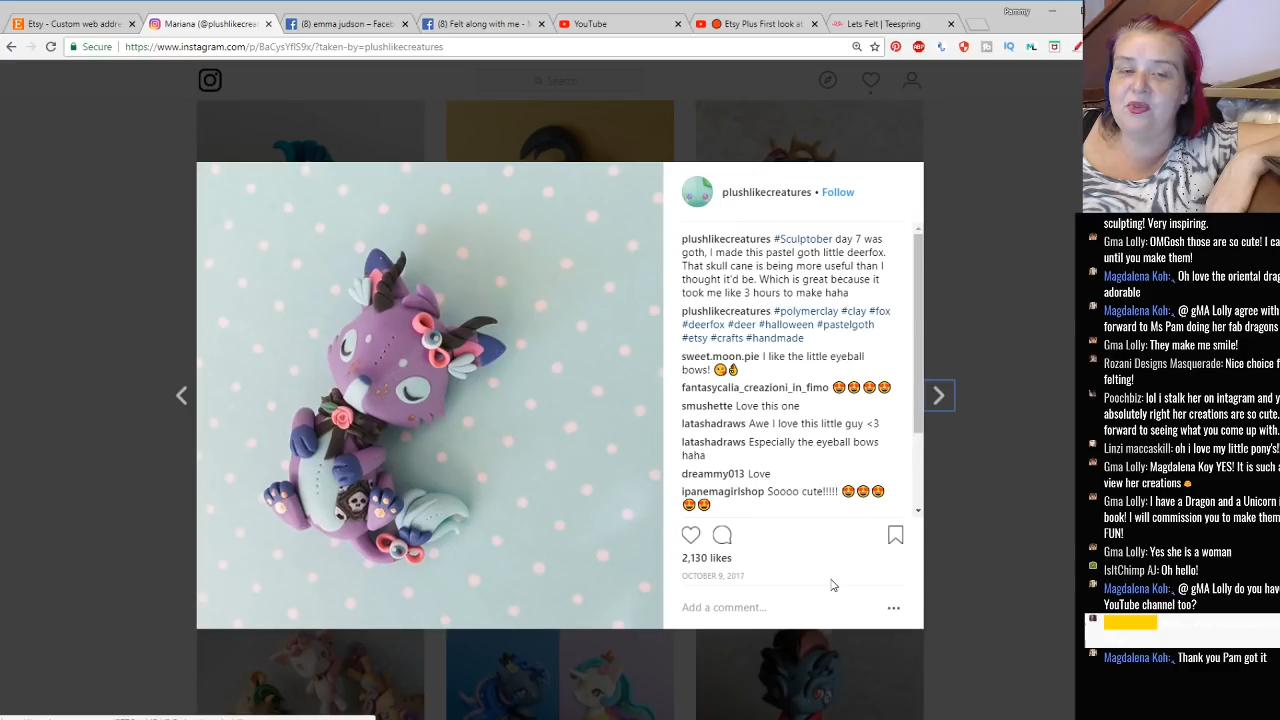 Etsy - Custom web addre
Mariana (@plushlikecreat
(8) emma judson – Faceb
(8) Felt along with me -
YouTube
Etsy Plus First look at
Lets Felt | Teespring
Pammy
Secure
https://www.instagram.com/p/BaCysYflS9x/?taken-by=plushlikecreatures
Search
plushlikecreatures • Follow
plushlikecreatures #Sculptober day 7 was
goth, I made this pastel goth little deerfox.
That skull cane is being more useful than I
thought it'd be. Which is great because it
took me like 3 hours to make haha
plushlikecreatures #polymerclay #clay #fox
#deerfox #deer #halloween #pastelgoth
#etsy #crafts #handmade
sweet.moon.pie I like the little eyeball
bows!
fantasycalia_creazioni_in_fimo
smushette Love this one
latashadraws Awe I love this little guy <3
latashadraws Especially the eyeball bows
haha
dreammy013 Love
ipanemagirlshop Soooo cute!!!!!
2,130 likes
OCTOBER 9, 2017
Add a comment...
sculpting! Very inspiring.
Gma Lolly: OMGosh those are so cute! I ca
until you make them!
Magdalena Koh: Oh love the oriental drag
adorable
Magdalena Koh: @ gMA Lolly agree with
forward to Ms Pam doing her fab dragons
Gma Lolly: They make me smile!
Rozani Designs Masquerade: Nice choice f
felting!
Poochbiz: lol i stalk her on intagram and y
absolutely right her creations are so cute.
forward to seeing what you come up with.
Linzi maccaskill: oh i love my little pony's!
Gma Lolly: Magdalena Koy YES! It is such a
view her creations
Gma Lolly: I have a Dragon and a Unicorn i
book! I will commission you to make them
FUN!
Gma Lolly: Yes she is a woman
IsItChimp AJ: Oh hello!
Magdalena Koh: @ gMA Lolly do you have
YouTube channel too?
Magdalena Koh: Thank you Pam got it